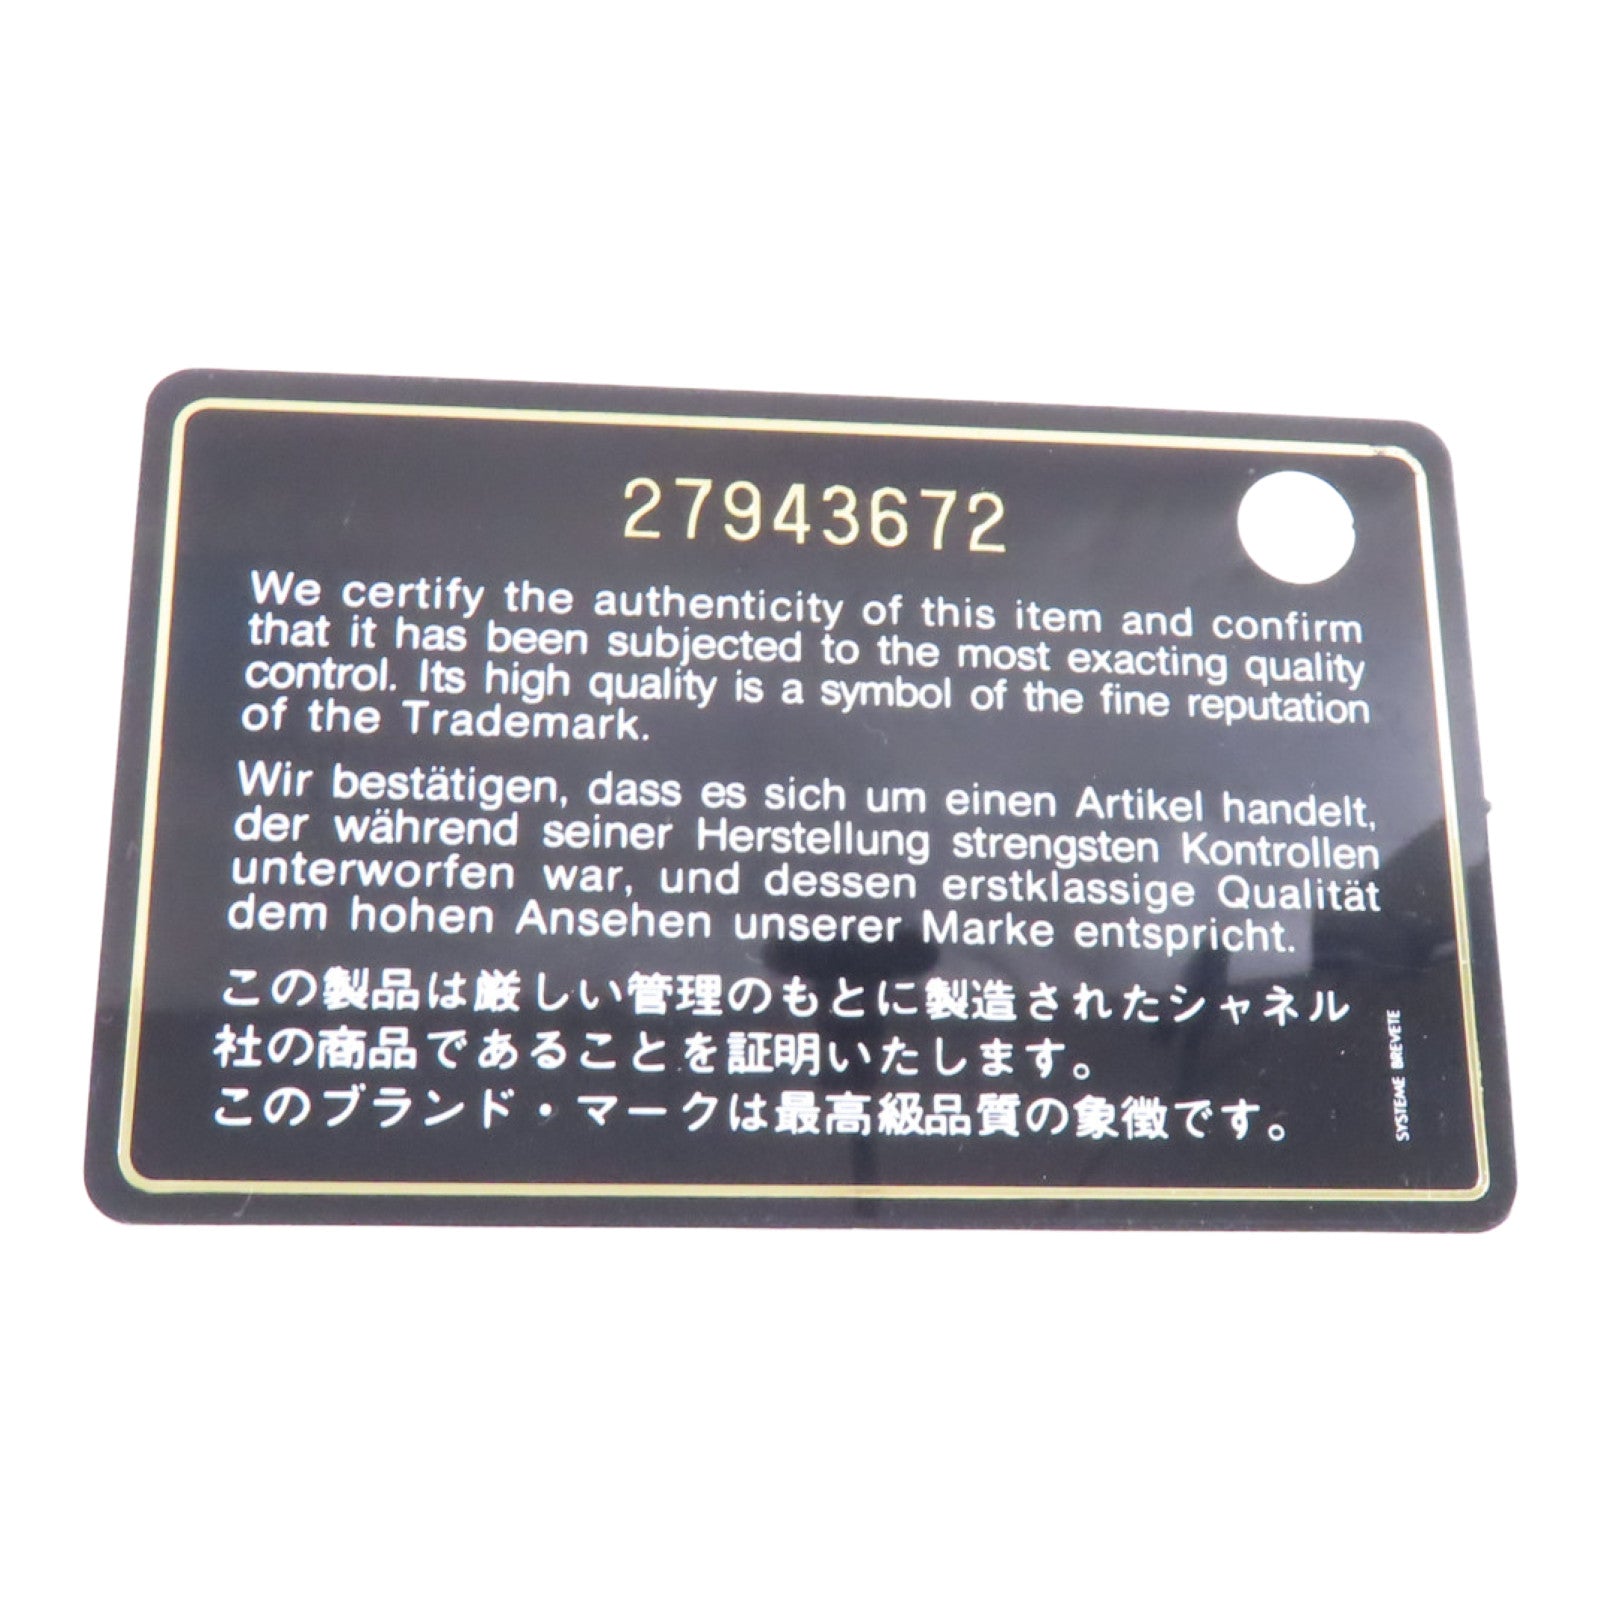 27943672
We certify the authenticity of this item and confirm
that it has been subjected to the most exacting quality
control. Its high quality is a symbol of the fine reputation
of the Trademark.
Wir bestätigen, dass es sich um einen Artikel handelt,
der während seiner Herstellung strengsten Kontrollen
unterworfen war, und dessen erstklassige Qualität
dem hohen Ansehen unserer Marke entspricht.
この製品は厳しい管理のもとに製造されたシャネル
社の商品であることを証明いたします。
このブランド・マークは最高級品質の象徴です。
SYSTEME BREVETE